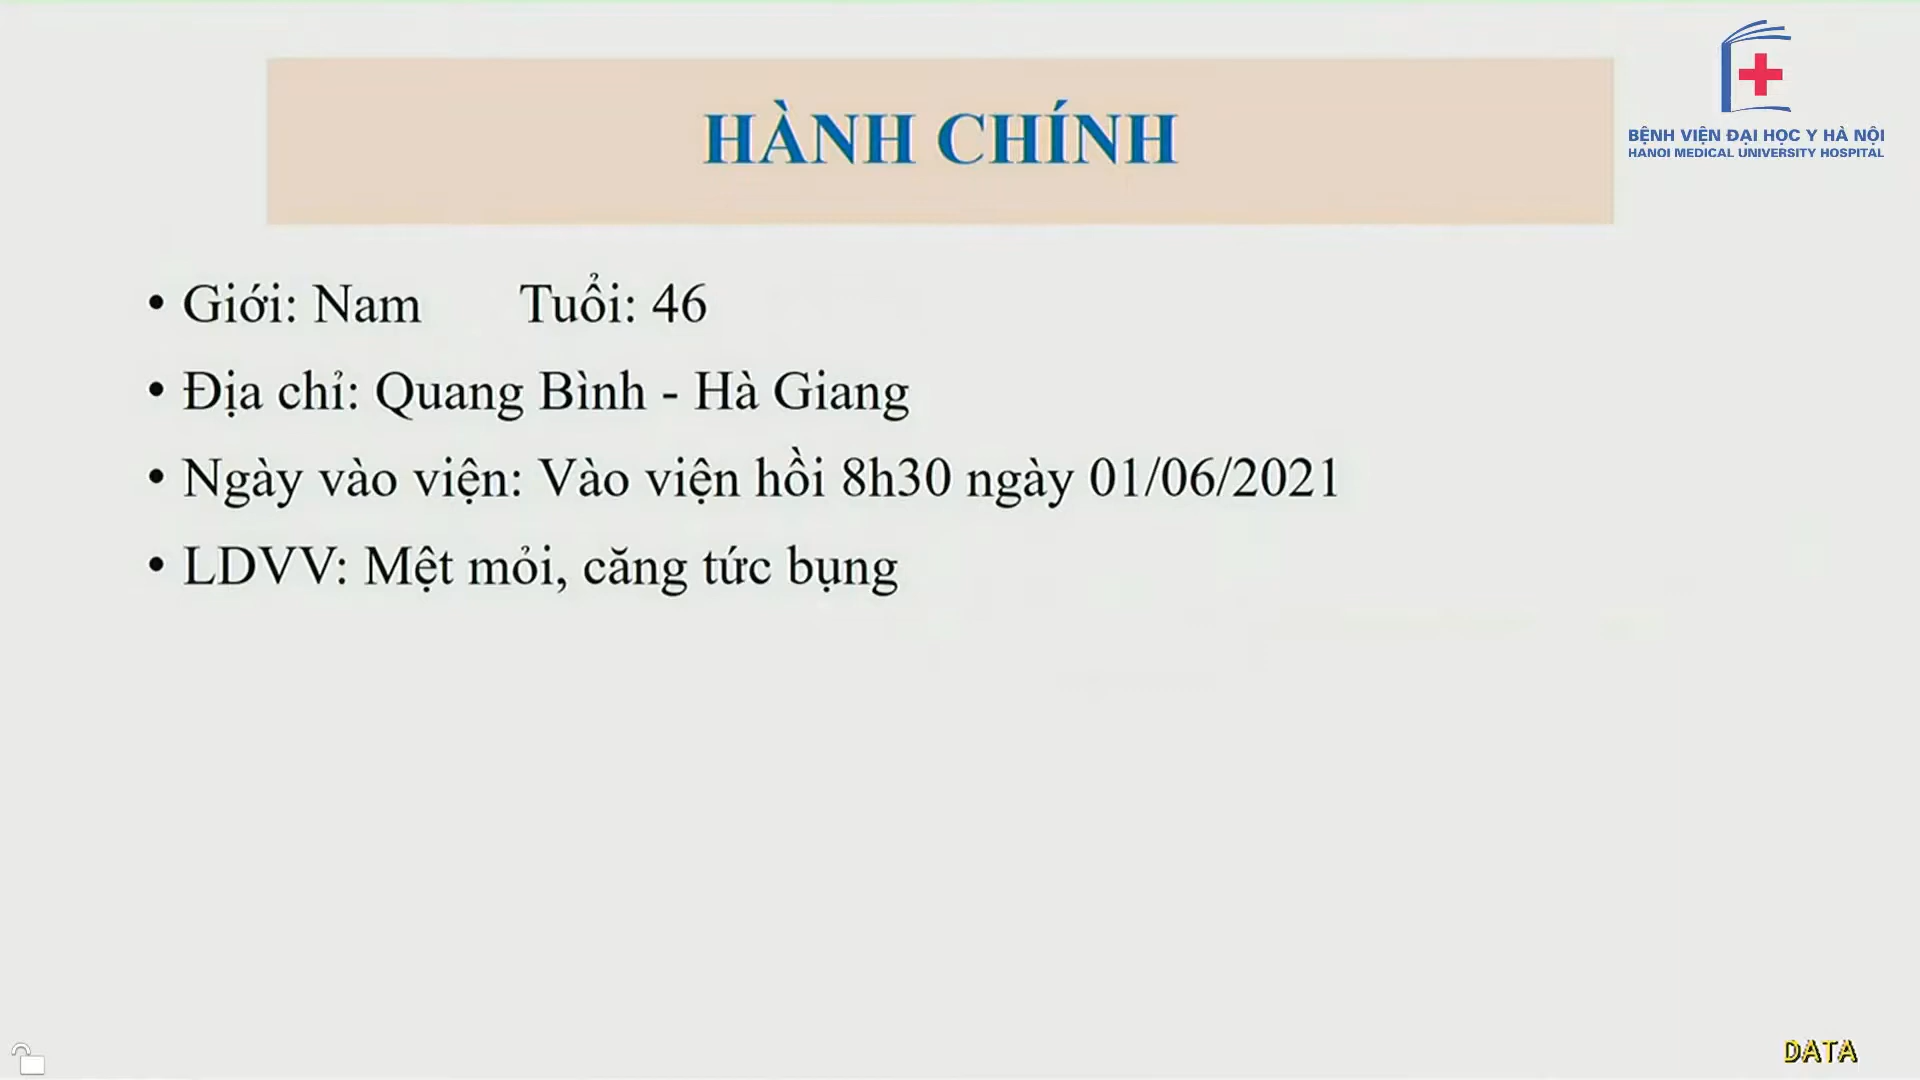 HÀNH CHÍNH
BỆNH VIỆN ĐẠI HỌC Y HÀ NỘI
HANOI MEDICAL UNIVERSITY HOSPITAL
• Giới: Nam Tuổi: 46
• Địa chỉ: Quang Bình - Hà Giang
• Ngày vào viện: Vào viện hồi 8h30 ngày 01/06/2021
• LDVV: Mệt mỏi, căng tức bụng
DATA